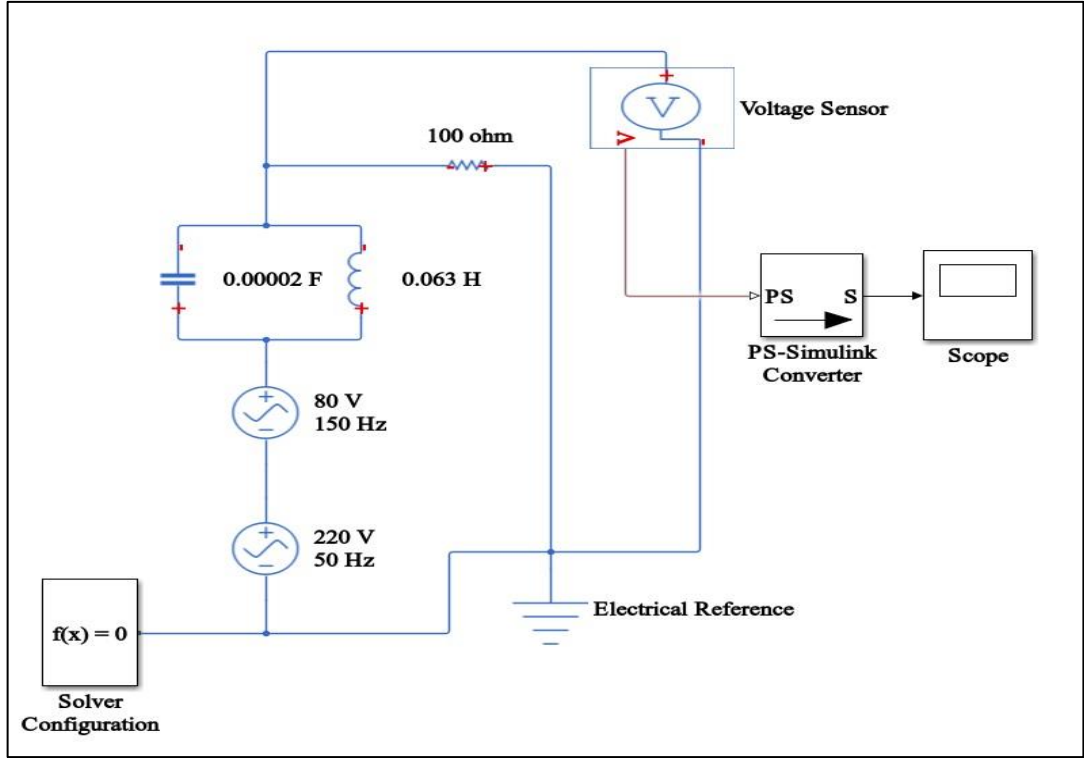 V
Voltage Sensor
V
100 ohm
0.00002 F
0.063 H
PS S
PS-Simulink
Converter
Scope
80 V
150 Hz
220 V
50 Hz
Electrical Reference
f(x) = 0
Solver
Configuration